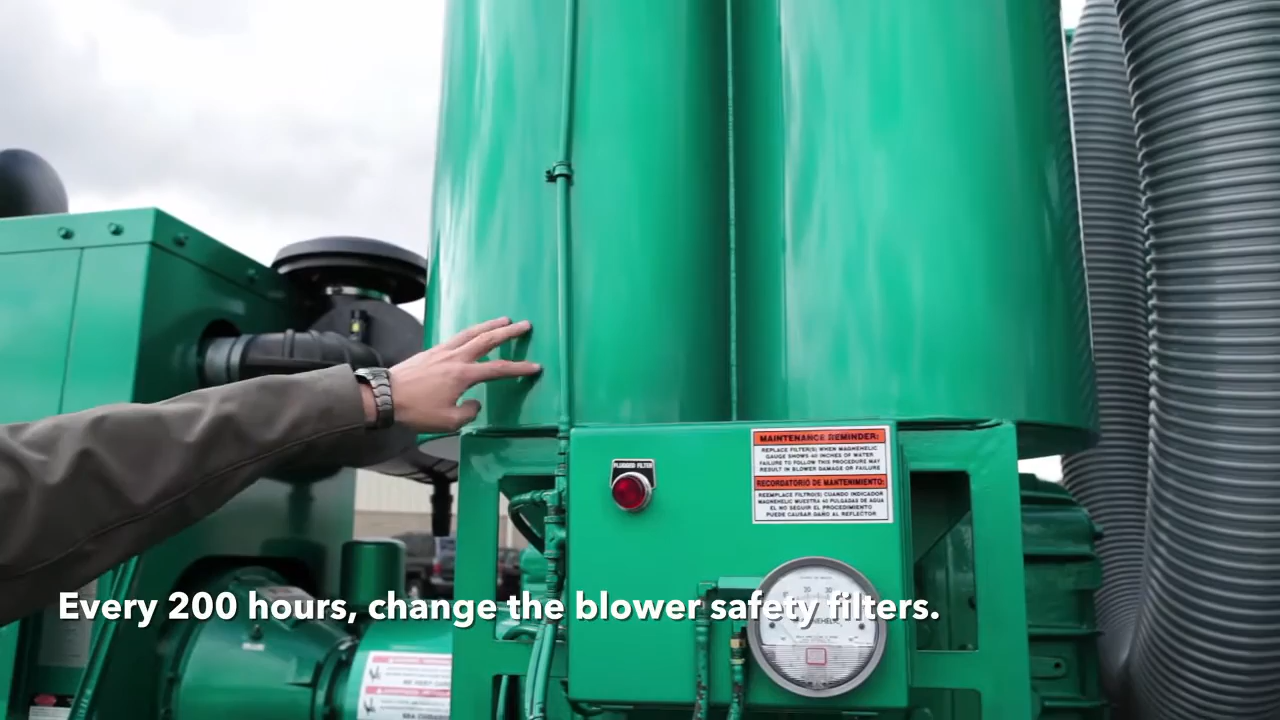 PLUGGED FILTER
MAINTENANCE REMINDER:
REPLACE FILTER(S) WHEN MAGNEHELIC
GAUGE SHOWS 40 INCHES OF WATER
FAILURE TO FOLLOW THIS PROCEDURE MAY
RESULT IN BLOWER DAMAGE OR FAILURE
RECORDATORIO DE MANTENIMIENTO:
REEMPLACE FILTRO(S) CUANDO INDICADOR
MAGNEHELIC MUESTRA 40 PULGADAS DE AGUA
EL NO SEGUIR EL PROCEDIMIENTO
PUEDE CAUSAR DAÑO AL REFLECTOR
Every 200 hours, change the blower safety filters.